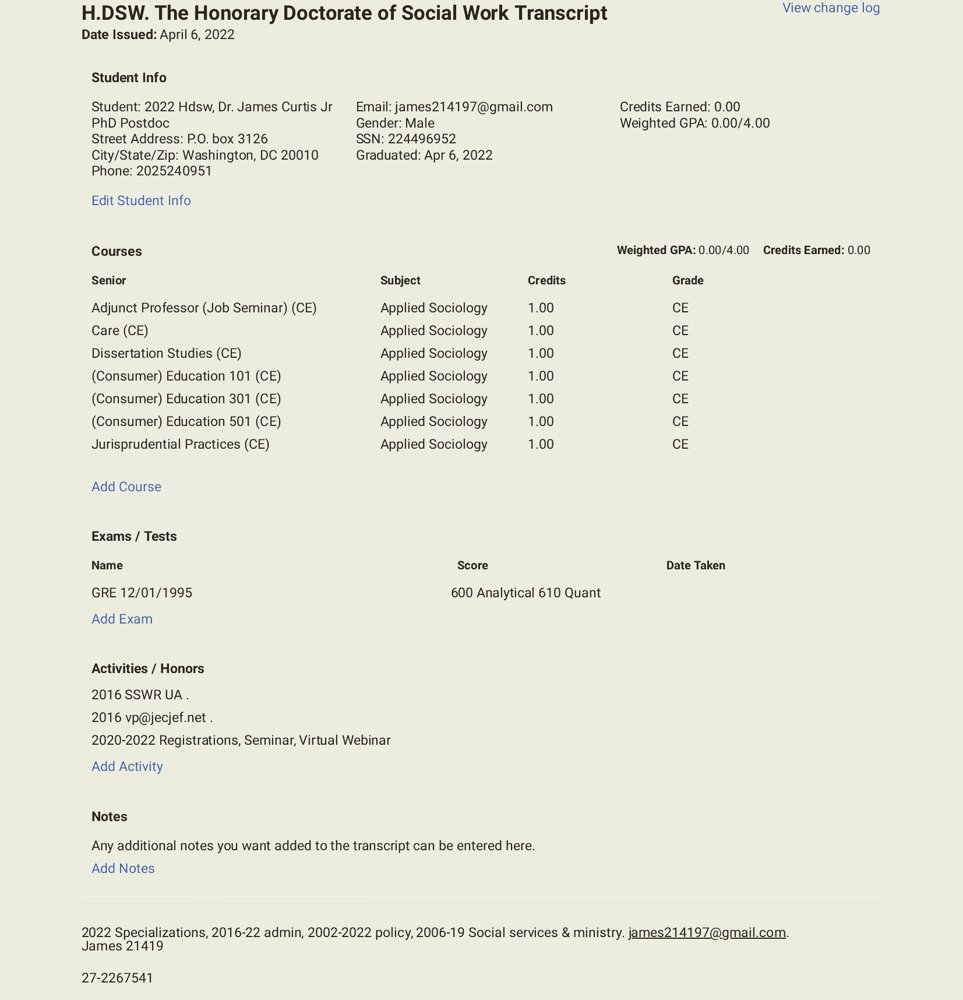 H.DSW. The Honorary Doctorate of Social Work Transcript
View change log
Date Issued: April 6, 2022
Student Info
Student: 2022 Hdsw, Dr. James Curtis Jr
PhD Postdoc
Street Address: P.O. box 3126
City/State/Zip: Washington, DC 20010
Phone: 2025240951
Email: james214197@gmail.com
Gender: Male
SSN: 224496952
Graduated: Apr 6, 2022
Credits Earned: 0.00
Weighted GPA: 0.00/4.00
Edit Student Info
Courses Weighted GPA: 0.00/4.00 Credits Earned: 0.00
Senior Subject Credits Grade
Adjunct Professor (Job Seminar) (CE) Applied Sociology 1.00 CE
Care (CE) Applied Sociology 1.00 CE
Dissertation Studies (CE) Applied Sociology 1.00 CE
(Consumer) Education 101 (CE) Applied Sociology 1.00 CE
(Consumer) Education 301 (CE) Applied Sociology 1.00 CE
(Consumer) Education 501 (CE) Applied Sociology 1.00 CE
Jurisprudential Practices (CE) Applied Sociology 1.00 CE
Add Course
Exams / Tests
Name Score Date Taken
GRE 12/01/1995 600 Analytical 610 Quant
Add Exam
Activities / Honors
2016 SSWR UA .
2016 vp@jecjef.net .
2020-2022 Registrations, Seminar, Virtual Webinar
Add Activity
Notes
Any additional notes you want added to the transcript can be entered here.
Add Notes
2022 Specializations, 2016-22 admin, 2002-2022 policy, 2006-19 Social services & ministry. james214197@gmail.com.
James 21419
27-2267541